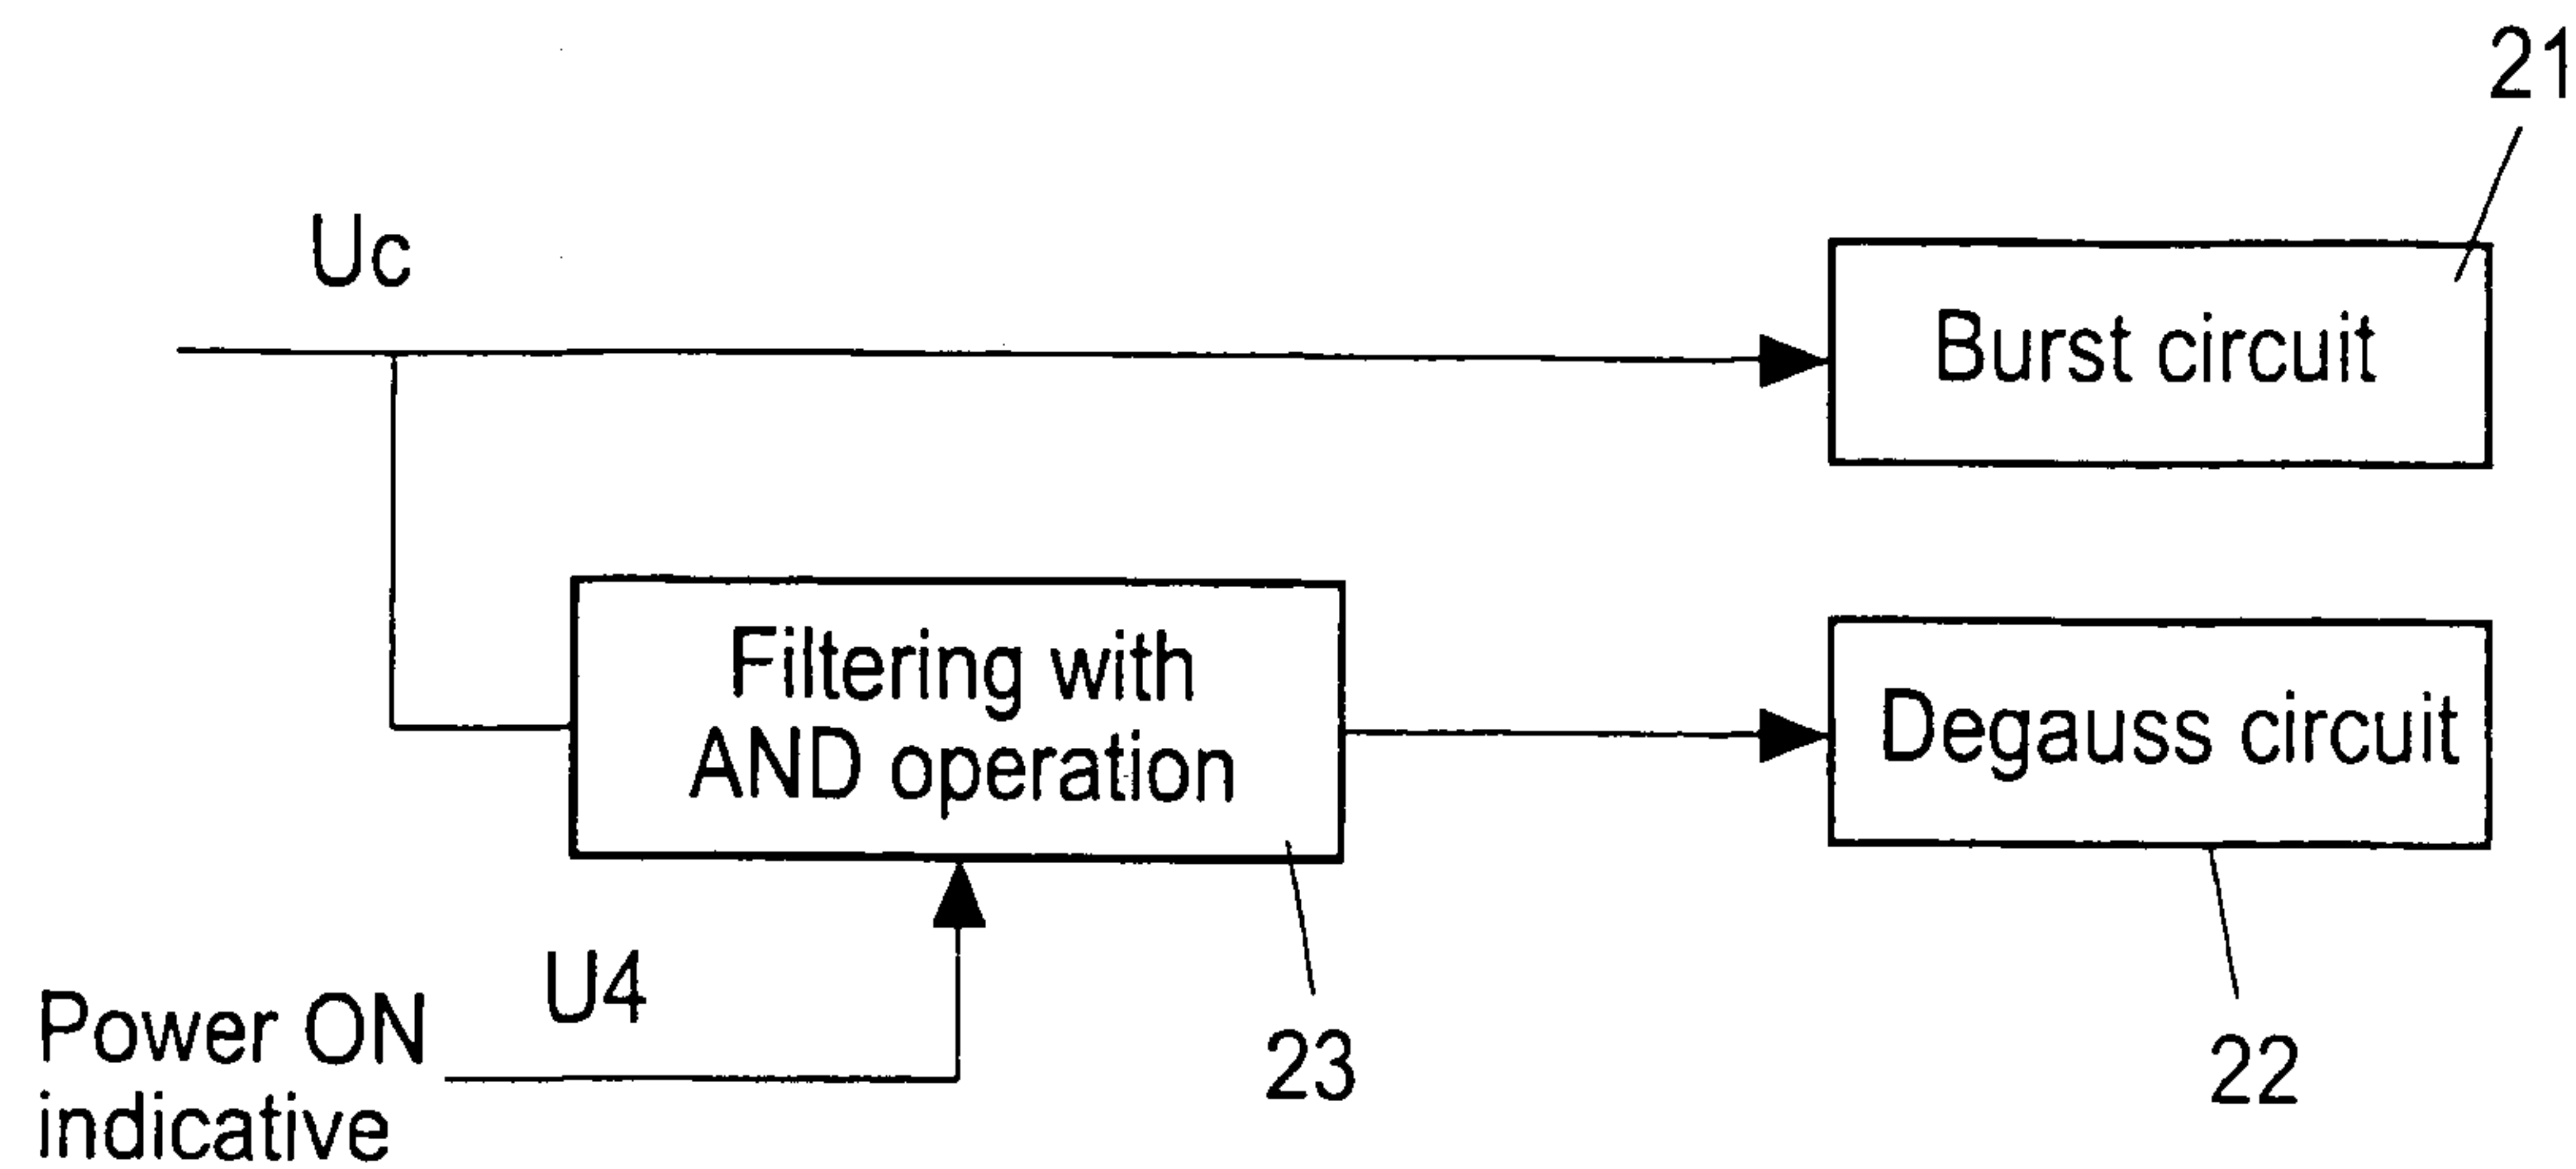 21
Uc
Burst circuit
Filtering with
AND operation
Degauss circuit
U4
Power ON
indicative
23
22